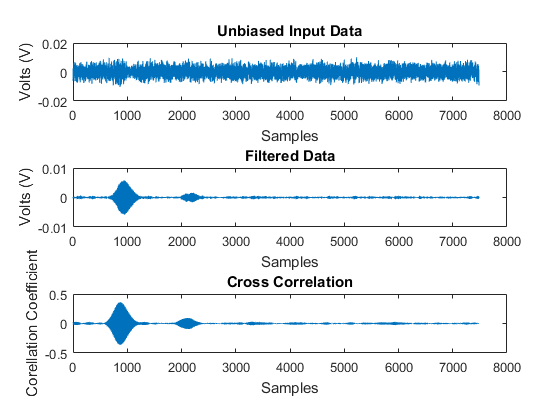 Unbiased Input Data
0.02
0
-0.02
Volts (V)
0 1000 2000 3000 4000 5000 6000 7000 8000
Samples
Filtered Data
0.01
0
-0.01
Volts (V)
0 1000 2000 3000 4000 5000 6000 7000 8000
Samples
Cross Correlation
0.5
0
-0.5
Corellation Coefficient
0 1000 2000 3000 4000 5000 6000 7000 8000
Samples